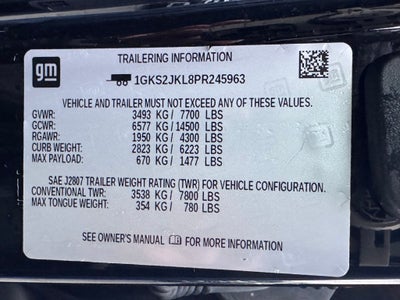 gm
TRAILERING INFORMATION
1GKS2JKL8PR245963
VEHICLE AND TRAILER MUST NOT EXCEED ANY OF THESE VALUES.
GVWR: 3493 KG / 7700 LBS
GCWR: 6577 KG / 14500 LBS
RGAWR: 1950 KG / 4300 LBS
CURB WEIGHT: 2823 KG / 6223 LBS
MAX PAYLOAD: 670 KG / 1477 LBS
SAE J2807 TRAILER WEIGHT RATING (TWR) FOR VEHICLE CONFIGURATION.
CONVENTIONAL TWR: 3538 KG / 7800 LBS
MAX TONGUE WEIGHT: 354 KG / 780 LBS
SEE OWNER'S MANUAL FOR MORE INFORMATION